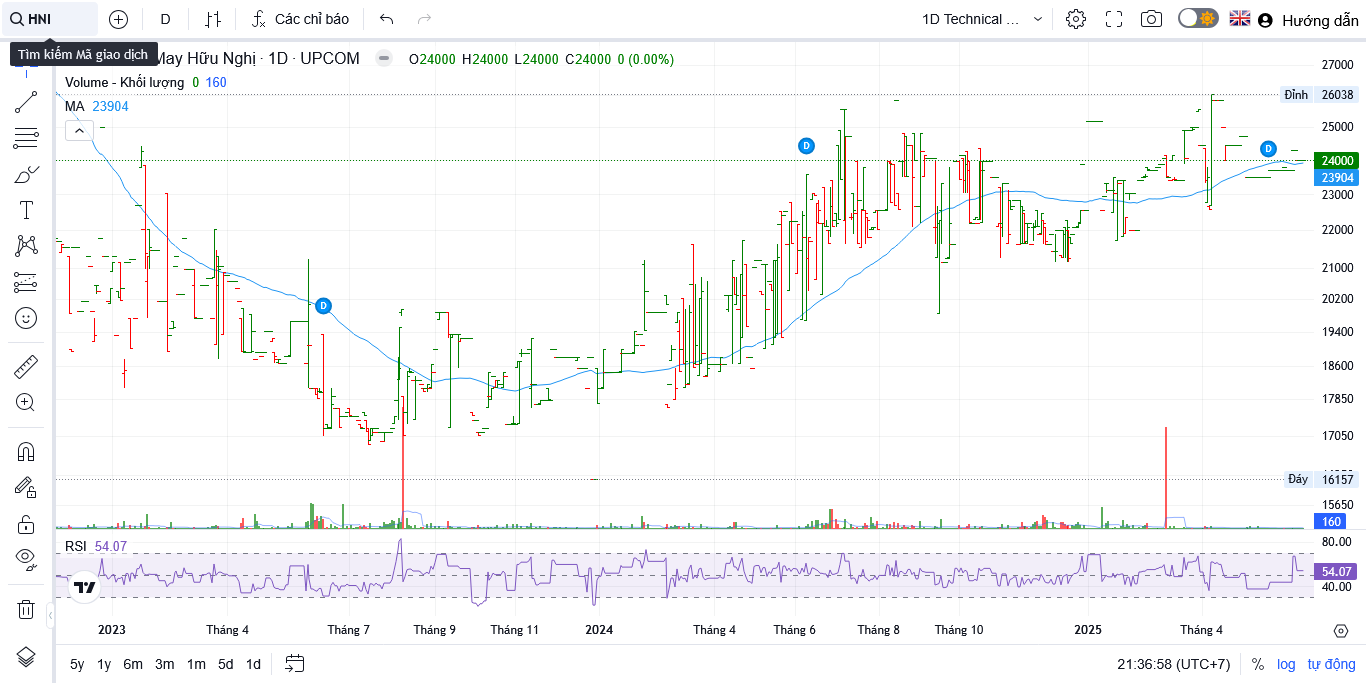 HNI
D
Các chỉ báo
1D Technical ...
Hướng dẫn
Tìm kiếm Mã giao dịch
May Hữu Nghị · 1D · UPCOM
O24000 H24000 L24000 C24000 0 (0.00%)
Volume - Khối lượng 0 160
MA 23904
27000
Đỉnh 26038
25000
24000
23904
23000
22000
21000
20200
19400
18600
17850
17050
Đáy 16157
15650
160
D
D
D
RSI 54.07
80.00
54.07
40.00
2023 Tháng 4 Tháng 7 Tháng 9 Tháng 11 2024 Tháng 4 Tháng 6 Tháng 8 Tháng 10 2025 Tháng 4
5y 1y 6m 3m 1m 5d 1d
21:36:58 (UTC+7) % log tự động